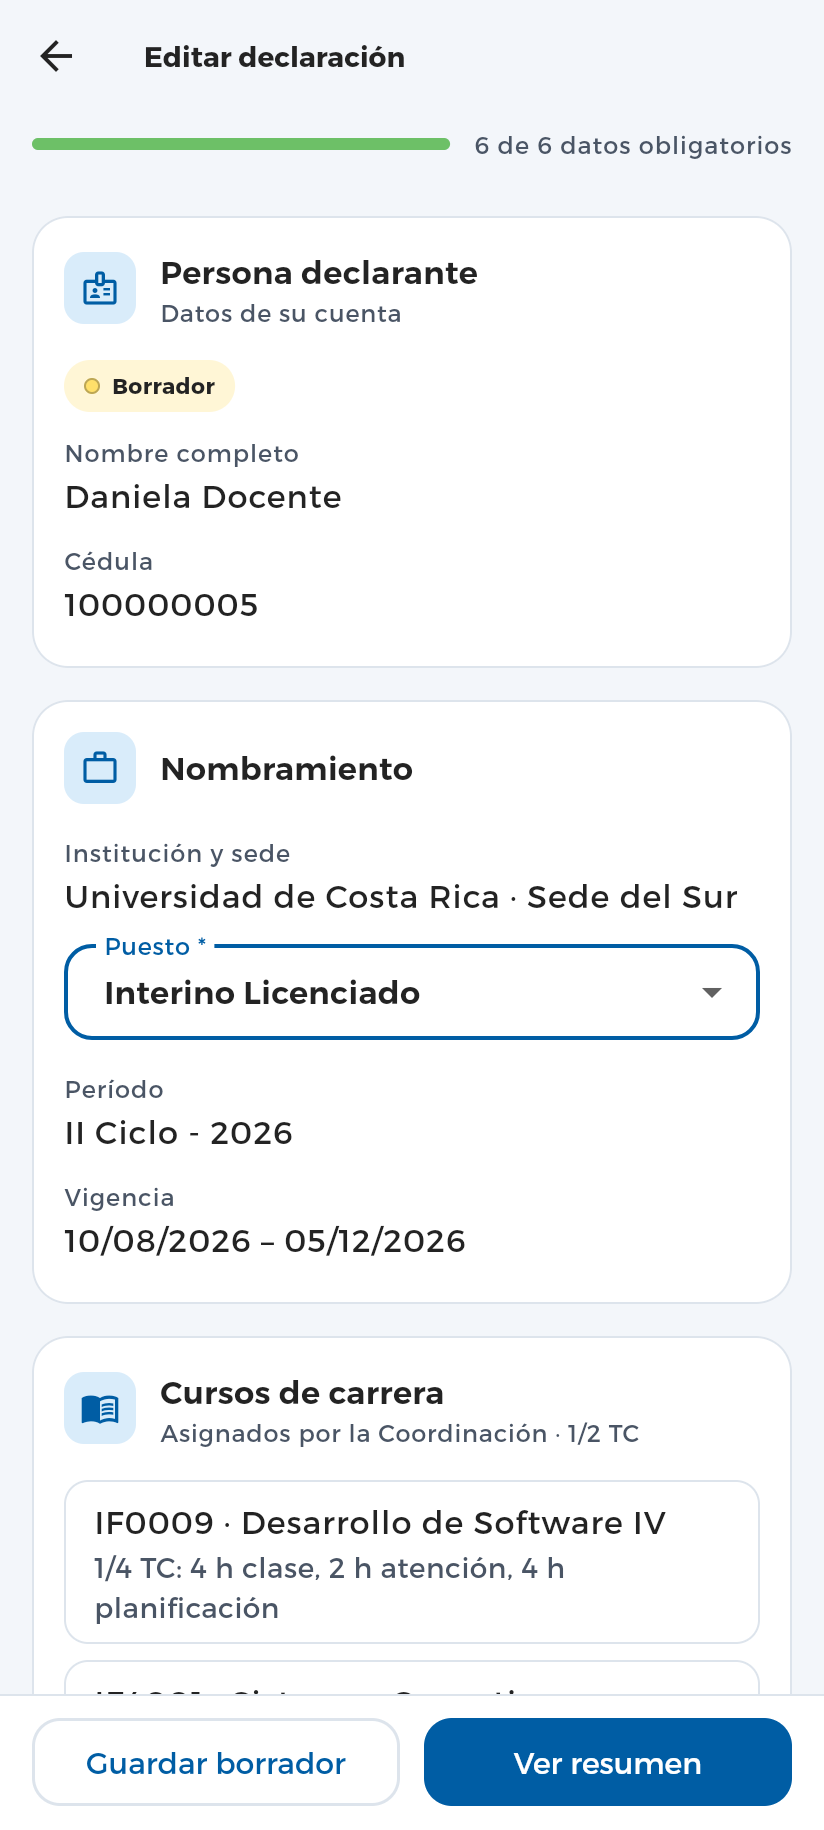 Editar declaración
6 de 6 datos obligatorios
Persona declarante
Datos de su cuenta
Borrador
Nombre completo
Daniela Docente
Cédula
100000005
Nombramiento
Institución y sede
Universidad de Costa Rica · Sede del Sur
Puesto *
Interino Licenciado
Período
II Ciclo - 2026
Vigencia
10/08/2026 – 05/12/2026
Cursos de carrera
Asignados por la Coordinación · 1/2 TC
IF0009 · Desarrollo de Software IV
1/4 TC: 4 h clase, 2 h atención, 4 h
planificación
Guardar borrador
Ver resumen